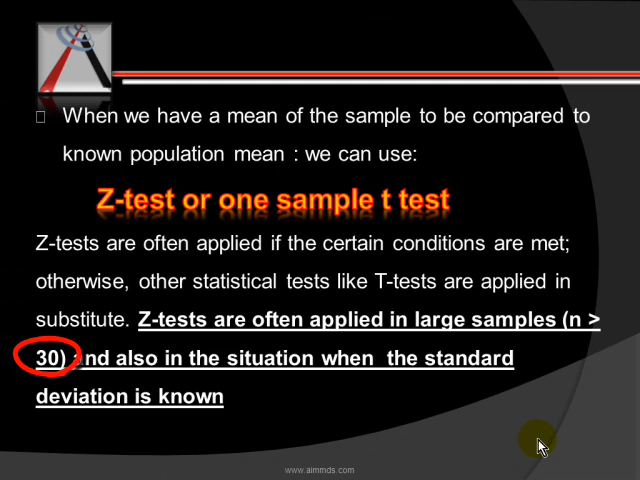 When we have a mean of the sample to be compared to
known population mean : we can use:
Z-test or one sample t test
Z-tests are often applied if the certain conditions are met;
otherwise, other statistical tests like T-tests are applied in
substitute. Z-tests are often applied in large samples (n >
30) and also in the situation when the standard
deviation is known
www.aimmds.com